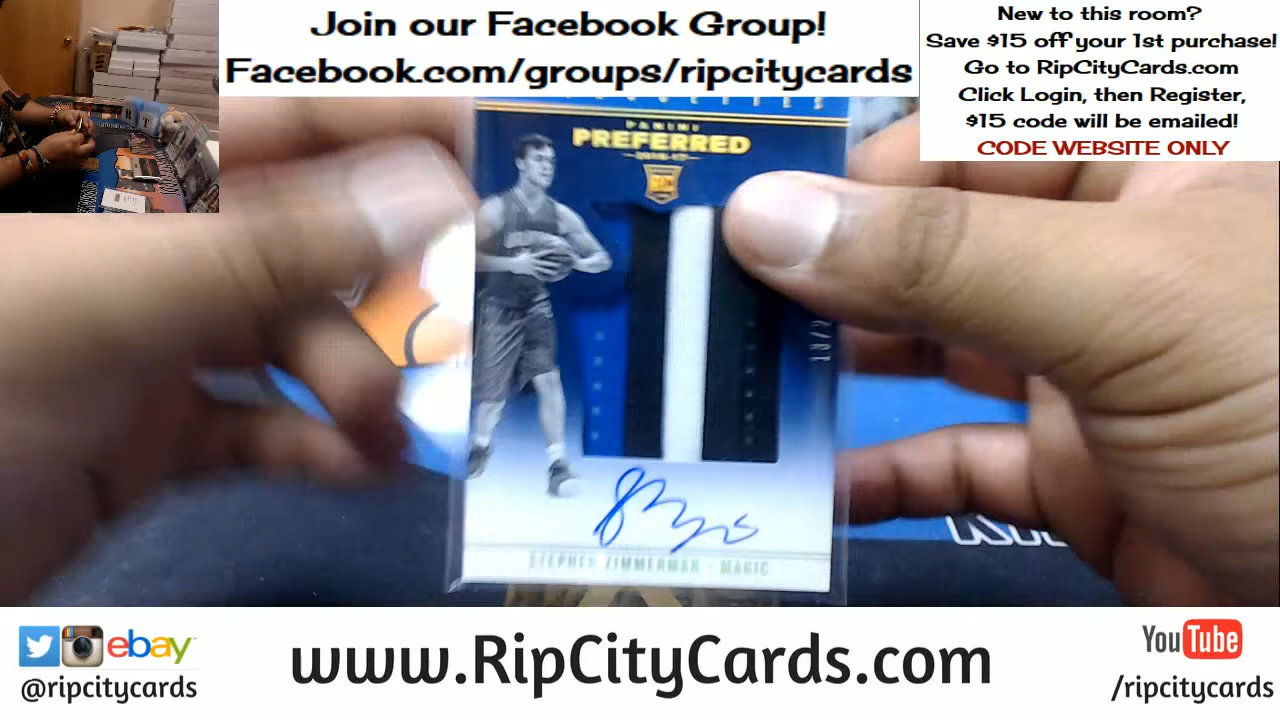 Join our Facebook Group!
Facebook.com/groups/ripcitycards
New to this room?
Save $15 off your 1st purchase!
Go to RipCityCards.com
Click Login, then Register,
$15 code will be emailed!
CODE WEBSITE ONLY
PANINI
PREFERRED
RC
STEPHEN ZIMMERMAN - MAGIC
ebay
@ripcitycards
www.RipCityCards.com
YouTube
/ripcitycards